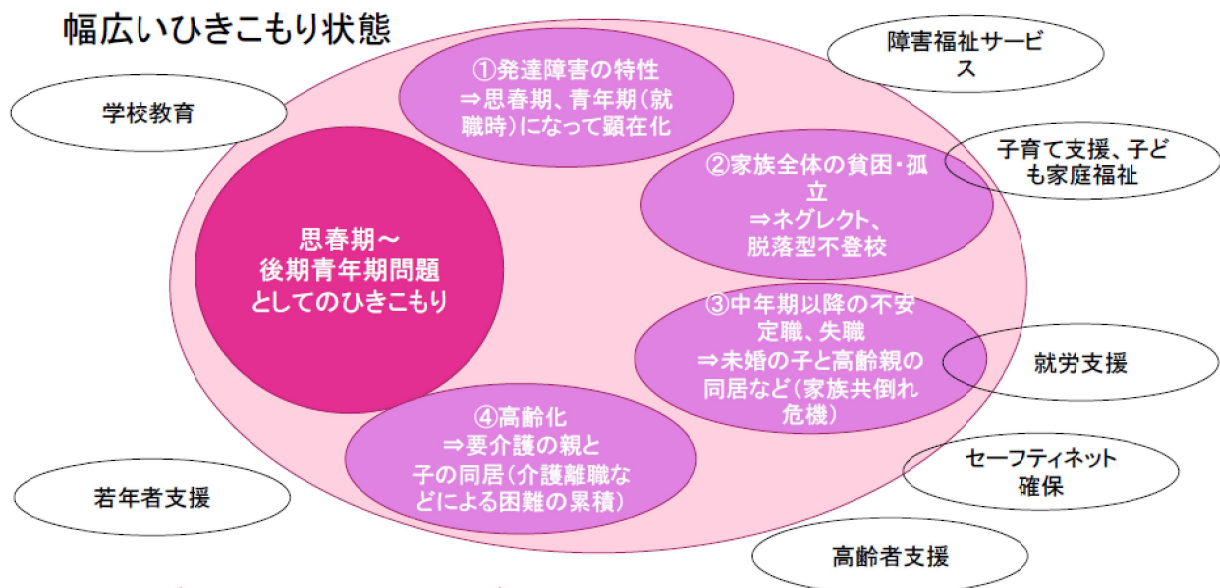 幅広いひきこもり状態
障害福祉サービ
ス
学校教育
①発達障害の特性
⇒思春期、青年期(就
職時)になって顕在化
子育て支援、子ど
も家庭福祉
②家族全体の貧困・孤
立
⇒ネグレクト、
脱落型不登校
思春期～
後期青年期問題
としてのひきこもり
③中年期以降の不安
定職、失職
⇒未婚の子と高齢親の
同居など(家族共倒れ
危機)
就労支援
④高齢化
⇒要介護の親と
子の同居(介護離職な
どによる困難の累積)
セーフティネット
確保
若年者支援
高齢者支援